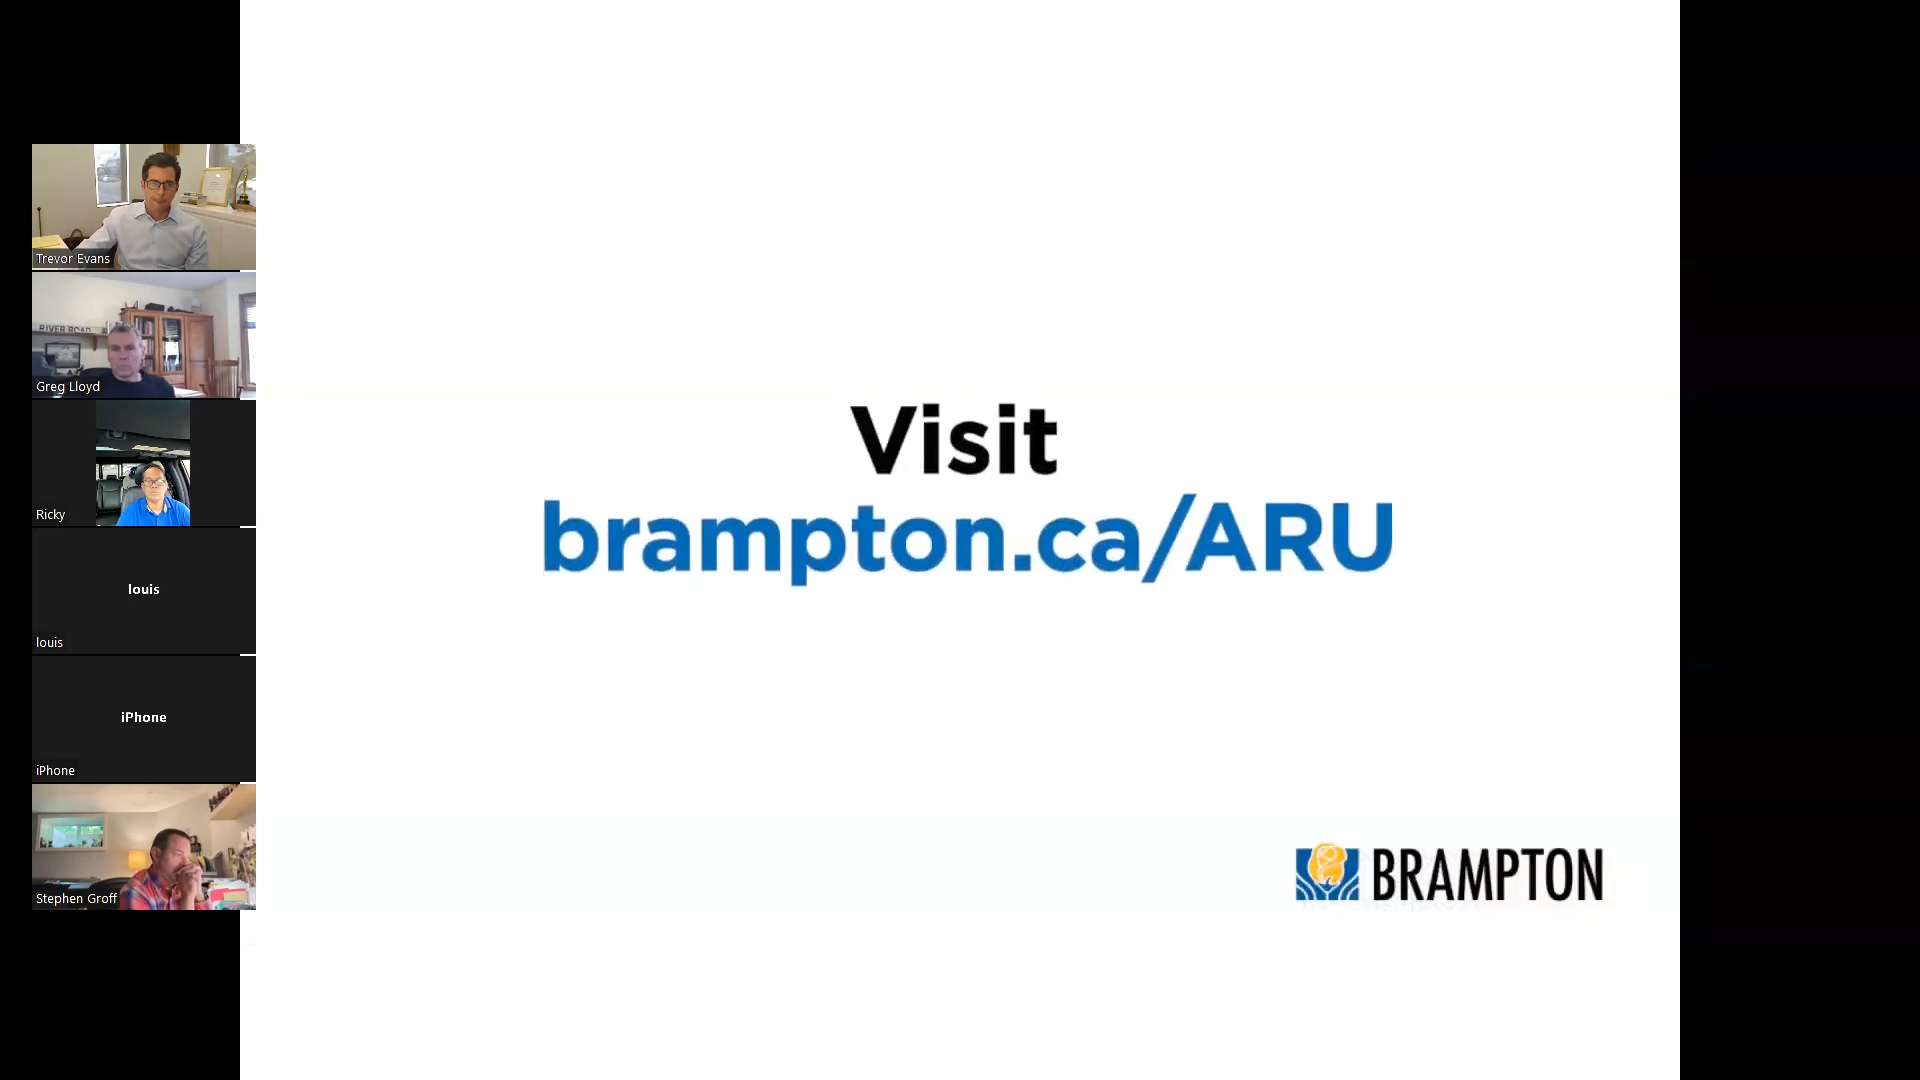 Trevor Evans
RIVER ROAD
Greg Lloyd
Ricky
louis
louis
iPhone
iPhone
Stephen Groff
Visit
brampton.ca/ARU
BRAMPTON